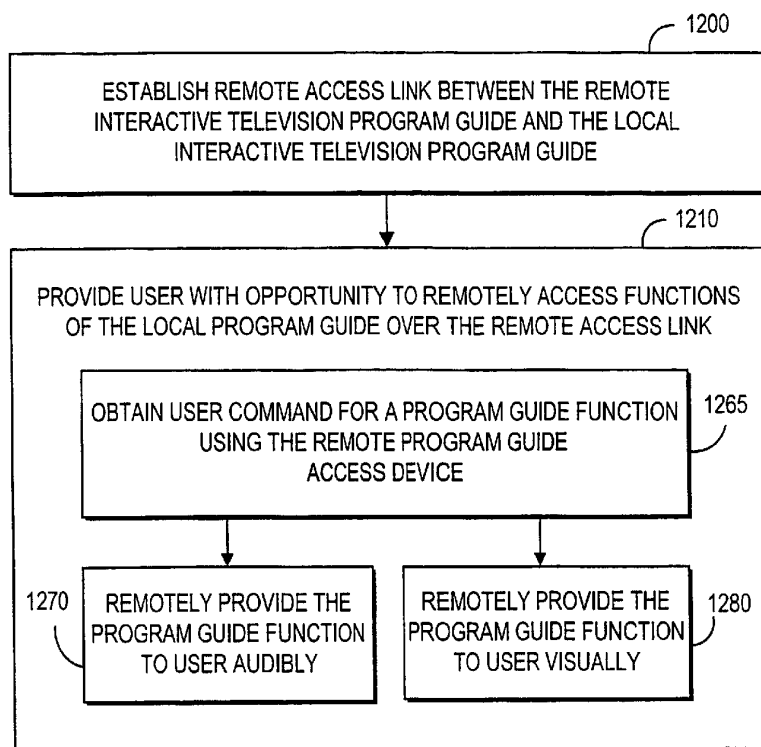 1200
ESTABLISH REMOTE ACCESS LINK BETWEEN THE REMOTE
INTERACTIVE TELEVISION PROGRAM GUIDE AND THE LOCAL
INTERACTIVE TELEVISION PROGRAM GUIDE
1210
PROVIDE USER WITH OPPORTUNITY TO REMOTELY ACCESS FUNCTIONS
OF THE LOCAL PROGRAM GUIDE OVER THE REMOTE ACCESS LINK
OBTAIN USER COMMAND FOR A PROGRAM GUIDE FUNCTION
USING THE REMOTE PROGRAM GUIDE
ACCESS DEVICE
1265
1270
REMOTELY PROVIDE THE
PROGRAM GUIDE FUNCTION
TO USER AUDIBLY
REMOTELY PROVIDE THE
PROGRAM GUIDE FUNCTION
TO USER VISUALLY
1280